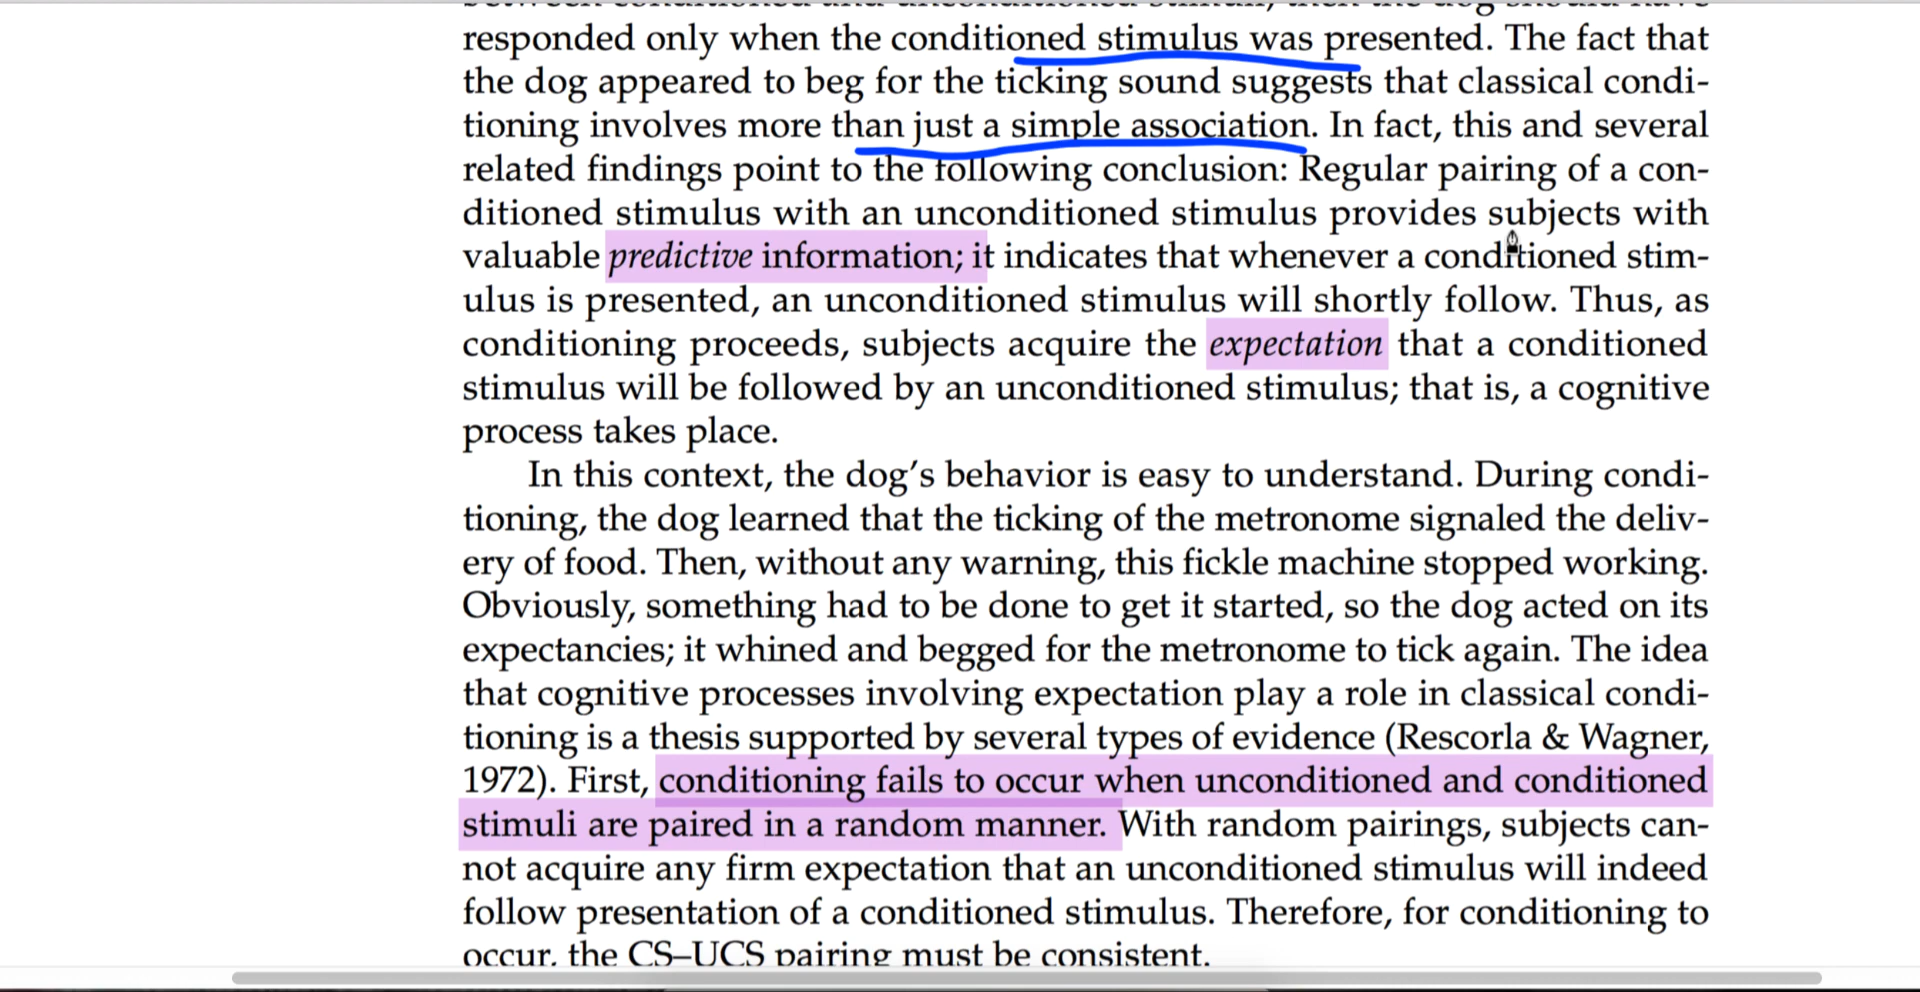 responded only when the conditioned stimulus was presented. The fact that
the dog appeared to beg for the ticking sound suggests that classical condi-
tioning involves more than just a simple association. In fact, this and several
related findings point to the following conclusion: Regular pairing of a con-
ditioned stimulus with an unconditioned stimulus provides subjects with
valuable predictive information; it indicates that whenever a conditioned stim-
ulus is presented, an unconditioned stimulus will shortly follow. Thus, as
conditioning proceeds, subjects acquire the expectation that a conditioned
stimulus will be followed by an unconditioned stimulus; that is, a cognitive
process takes place.
In this context, the dog's behavior is easy to understand. During condi-
tioning, the dog learned that the ticking of the metronome signaled the deliv-
ery of food. Then, without any warning, this fickle machine stopped working.
Obviously, something had to be done to get it started, so the dog acted on its
expectancies; it whined and begged for the metronome to tick again. The idea
that cognitive processes involving expectation play a role in classical condi-
tioning is a thesis supported by several types of evidence (Rescorla & Wagner,
1972). First, conditioning fails to occur when unconditioned and conditioned
stimuli are paired in a random manner. With random pairings, subjects can-
not acquire any firm expectation that an unconditioned stimulus will indeed
follow presentation of a conditioned stimulus. Therefore, for conditioning to
occur, the CS–UCS pairing must be consistent.